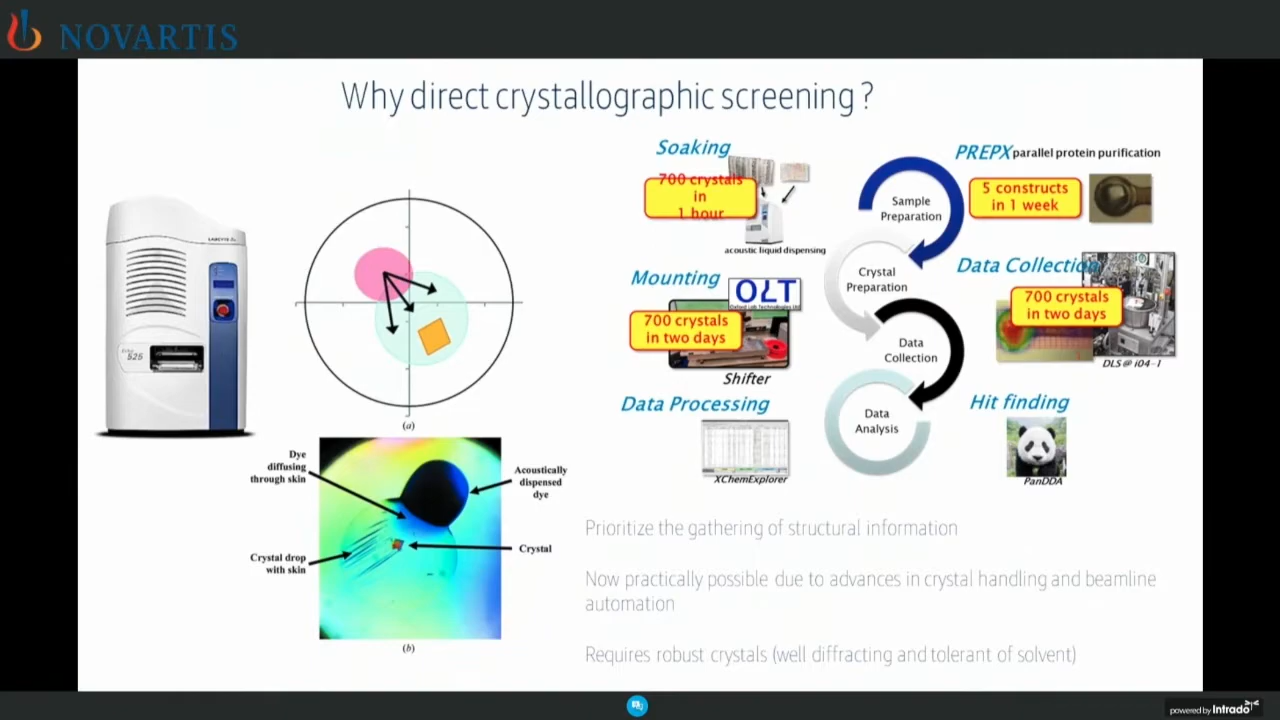 NOVARTIS
Why direct crystallographic screening ?
Soaking
700 crystals
in
1 hour
acoustic liquid dispensing
PREPX parallel protein purification
5 constructs
in 1 week
Sample
Preparation
Crystal
Preparation
Data
Collection
Data
Analysis
Mounting
OLT
700 crystals
in two days
Shifter
Data Collection
700 crystals
in two days
DLS @ i04-1
Data Processing
XChemExplorer
Hit finding
PanDDA
LABCYTE
Echo
525
(a)
Dye
diffusing
through skin
Acoustically
dispensed
dye
Crystal drop
with skin
Crystal
(b)
Prioritize the gathering of structural information
Now practically possible due to advances in crystal handling and beamline
automation
Requires robust crystals (well diffracting and tolerant of solvent)
powered by Intrado